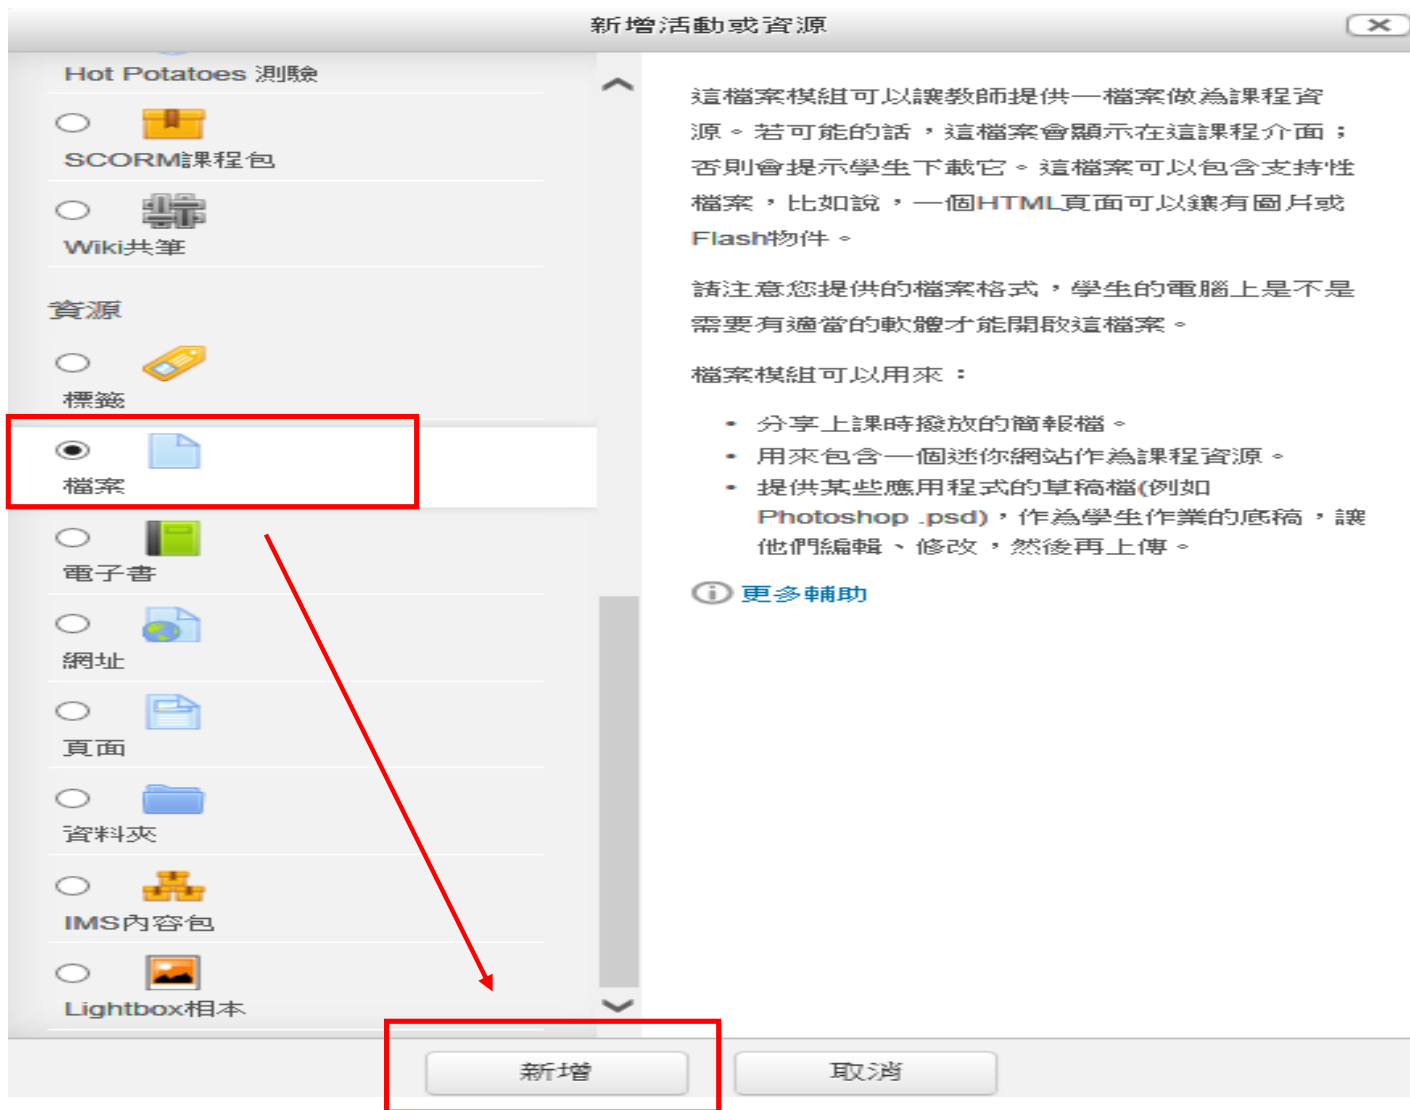 新增活動或資源
Hot Potatoes 測驗
SCORM課程包
Wiki共筆
資源
標籤
檔案
電子書
網址
頁面
資料夾
IMS內容包
Lightbox相本
這檔案模組可以讓教師提供一檔案做為課程資
源。若可能的話，這檔案會顯示在這課程介面；
否則會提示學生下載它。這檔案可以包含支持性
檔案，比如說，一個HTML頁面可以鑲有圖片或
Flash物件。
請注意您提供的檔案格式，學生的電腦上是不是
需要有適當的軟體才能開啟這檔案。
檔案模組可以用來：
• 分享上課時撥放的簡報檔。
• 用來包含一個迷你網站作為課程資源。
• 提供某些應用程式的草稿檔(例如
Photoshop .psd)，作為學生作業的底稿，讓
他們編輯、修改，然後再上傳。
更多輔助
新增
取消